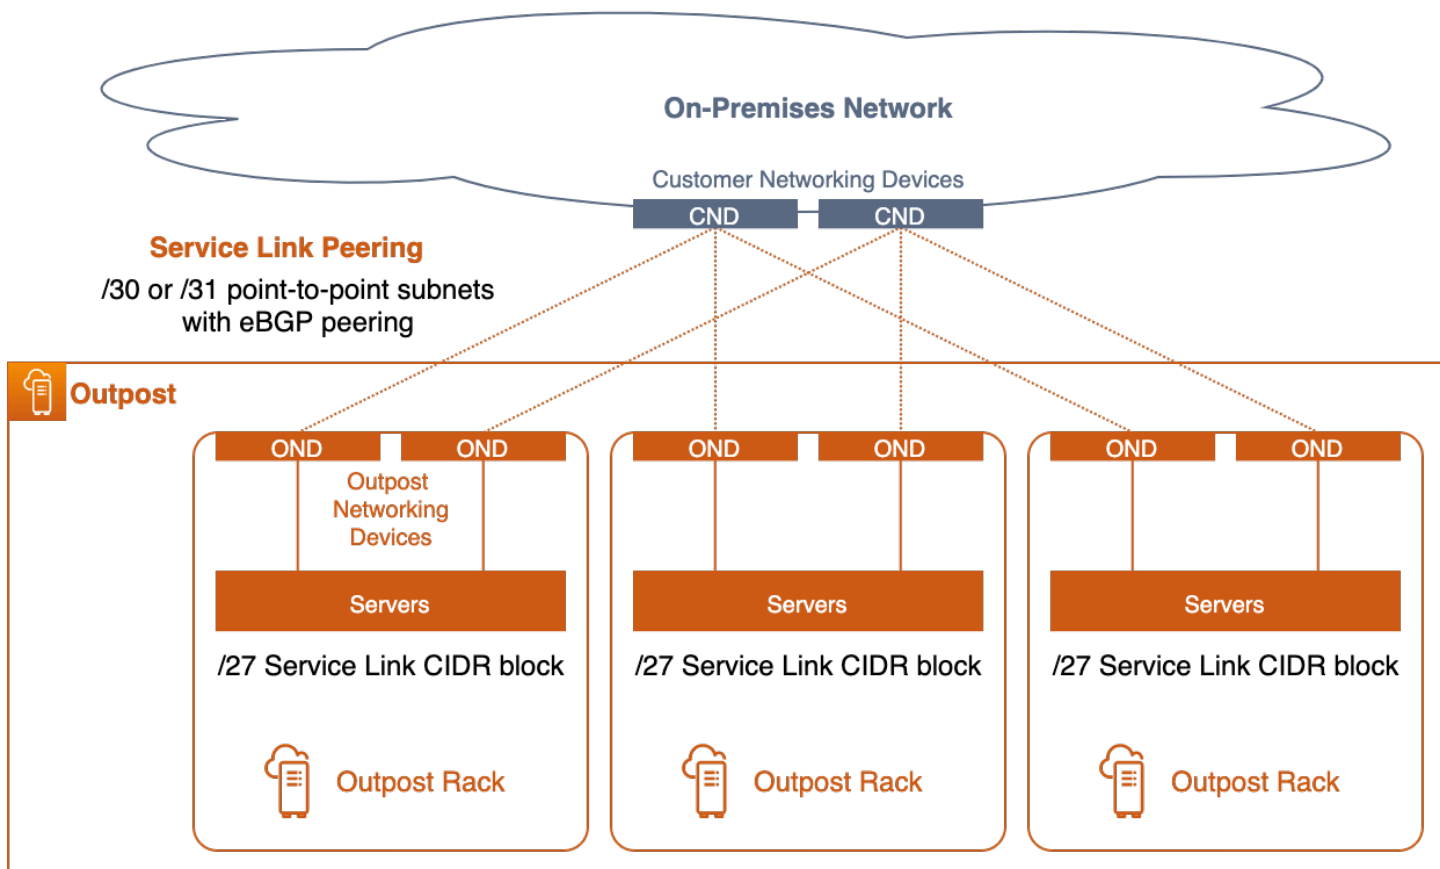 On-Premises Network
Customer Networking Devices
CND CND
Service Link Peering
/30 or /31 point-to-point subnets
with eBGP peering
Outpost
OND OND OND OND OND OND
Outpost
Networking
Devices
Servers Servers Servers
/27 Service Link CIDR block /27 Service Link CIDR block /27 Service Link CIDR block
Outpost Rack Outpost Rack Outpost Rack